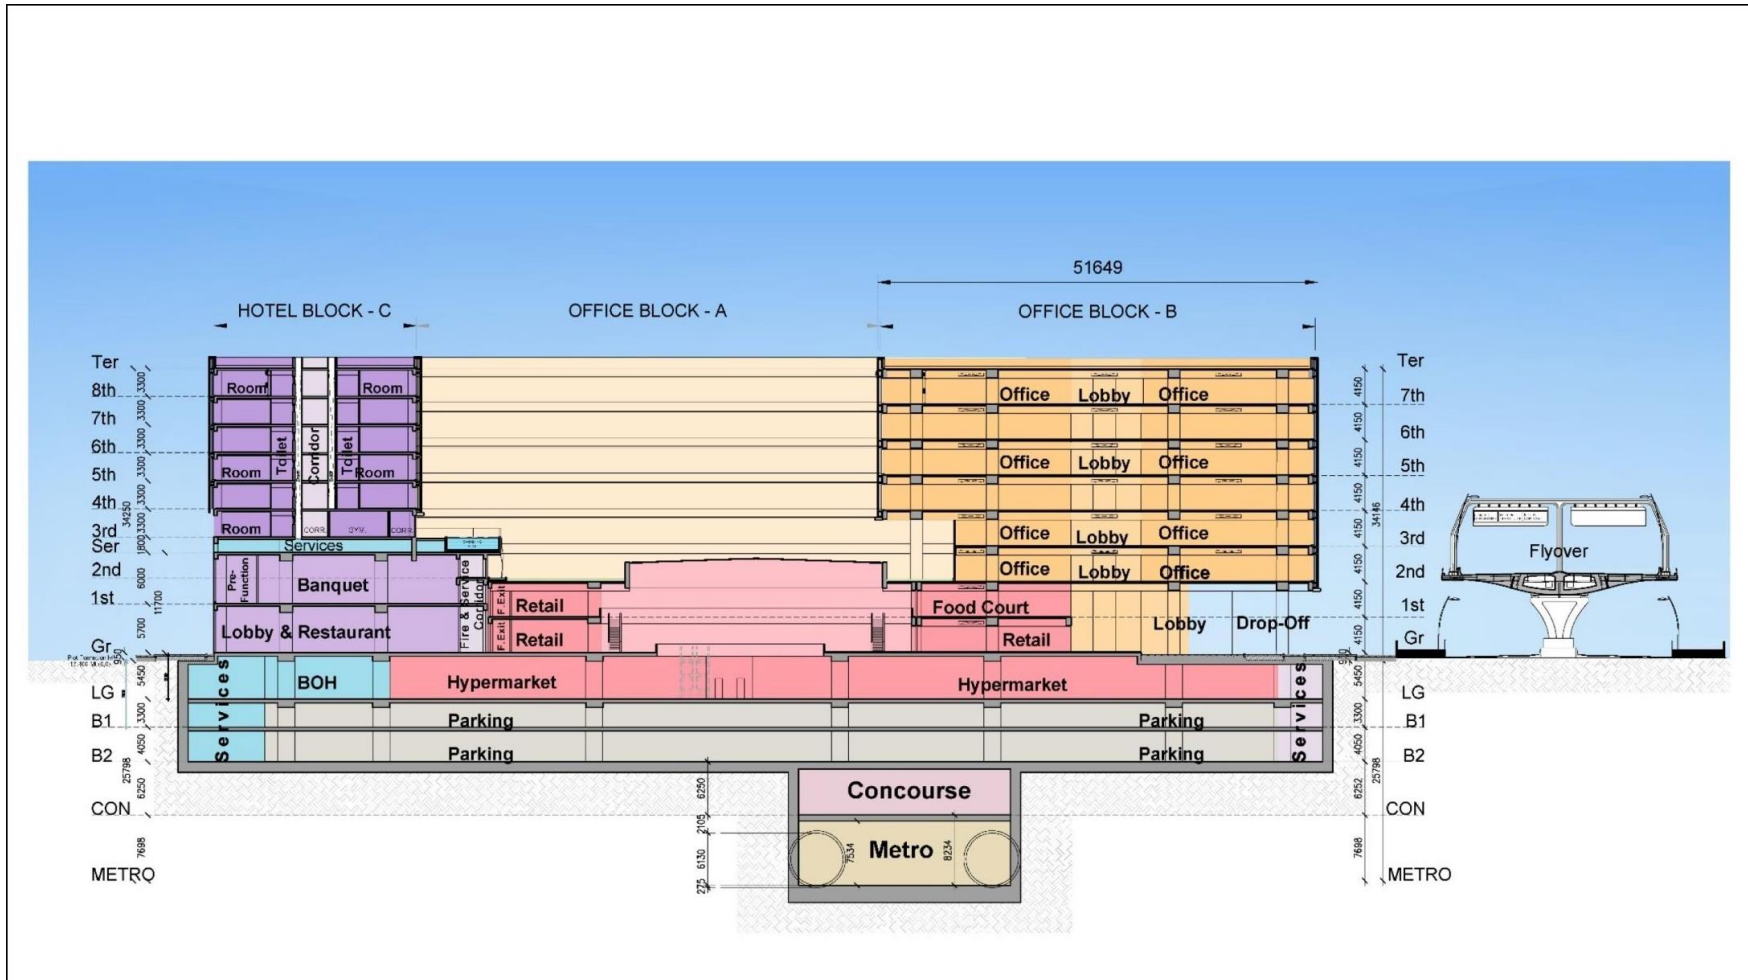 51649
HOTEL BLOCK - C
OFFICE BLOCK - A
OFFICE BLOCK - B
Ter
8th
7th
6th
5th
4th
3rd
Ser
2nd
1st
Gr
LG
B1
B2
CON
METRO
3300
3300
3300
3300
3300
3300
1800
6000
5700
950
5450
3300
4050
6250
7698
34250
11700
25798
Room
Room
Toilet
Corridor
Toilet
Room
Room
Room
CORR.
GYM.
CORR.
Services
Pre-
Function
Banquet
Fire & Service
Corridor
Lobby & Restaurant
F. Exit
Retail
F. Exit
Retail
Office
Lobby
Office
Office
Lobby
Office
Office
Lobby
Office
Office
Lobby
Office
Food Court
Retail
Lobby
Drop-Off
Services
BOH
Hypermarket
Hypermarket
Services
Parking
Parking
Parking
Parking
Concourse
Metro
6250
2105
6130
275
7534
8234
Ter
7th
6th
5th
4th
3rd
2nd
1st
Gr
LG
B1
B2
CON
METRO
4150
4150
4150
4150
4150
4150
4150
4150
5450
3300
4050
6252
7698
34146
25798
Flyover